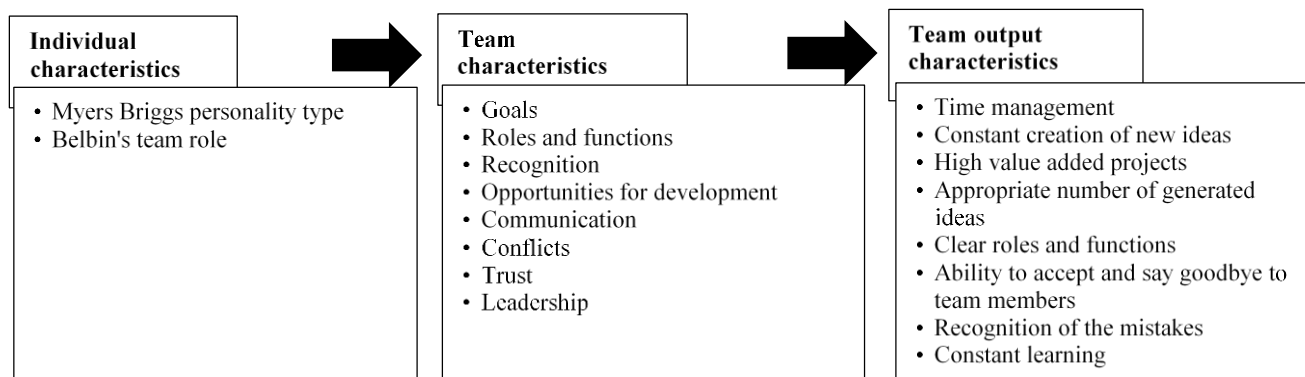 Individual
characteristics
• Myers Briggs personality type
• Belbin's team role
Team
characteristics
• Goals
• Roles and functions
• Recognition
• Opportunities for development
• Communication
• Conflicts
• Trust
• Leadership
Team output
characteristics
• Time management
• Constant creation of new ideas
• High value added projects
• Appropriate number of generated
ideas
• Clear roles and functions
• Ability to accept and say goodbye to
team members
• Recognition of the mistakes
• Constant learning